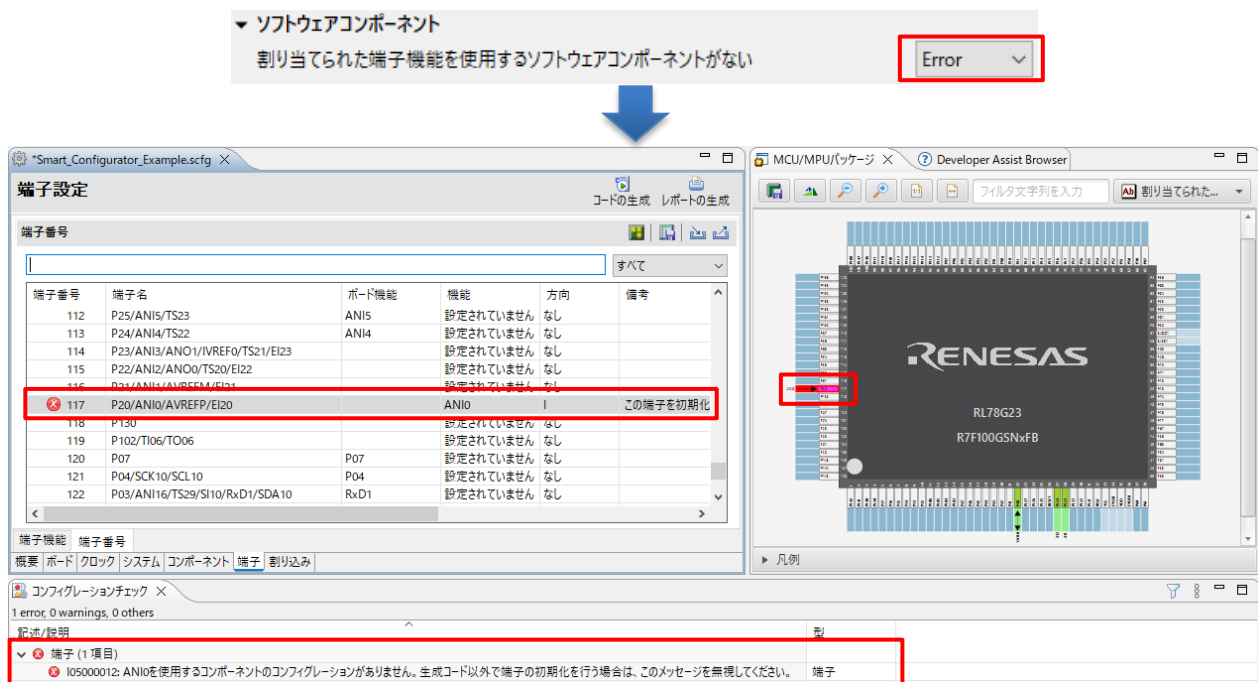 ソフトウェアコンポーネント
割り当てられた端子機能を使用するソフトウェアコンポーネントがない Error
*Smart_Configurator_Example.scfg
端子設定
コードの生成 レポートの生成
端子番号
すべて
端子番号 端子名 ボード機能 機能 方向 備考
112 P25/ANI5/TS23 ANI5 設定されていません なし
113 P24/ANI4/TS22 ANI4 設定されていません なし
114 P23/ANI3/ANO1/IVREF0/TS21/EI23 設定されていません なし
115 P22/ANI2/ANO0/TS20/EI22 設定されていません なし
116 P21/ANI1/AVREFM/EI21 設定されていません なし
117 P20/ANI0/AVREFP/EI20 ANI0 I この端子を初期化
118 P130 設定されていません なし
119 P102/TI06/TO06 設定されていません なし
120 P07 P07 設定されていません なし
121 P04/SCK10/SCL10 P04 設定されていません なし
122 P03/ANI16/TS29/SI10/RxD1/SDA10 RxD1 設定されていません なし
端子機能 端子番号
概要 ボード クロック システム コンポーネント 端子 割り込み
MCU/MPUパッケージ Developer Assist Browser
フィルタ文字列を入力 割り当てられた...
RENESAS
RL78G23
R7F100GSNxFB
凡例
コンフィグレーションチェック
1 error, 0 warnings, 0 others
記述/説明 型
端子 (1 項目)
I05000012: ANI0を使用するコンポーネントのコンフィグレーションがありません。生成コード以外で端子の初期化を行う場合は、このメッセージを無視してください。 端子